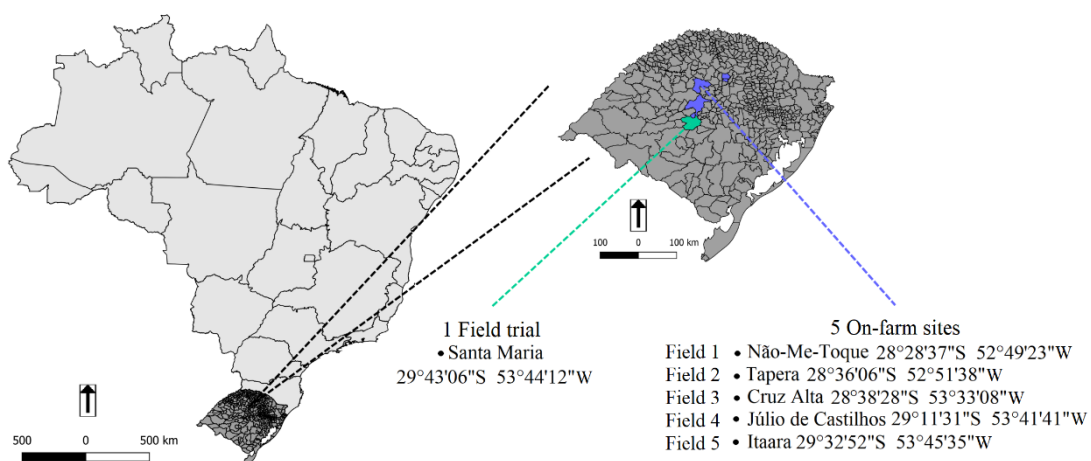 100 0 100 km
1 Field trial
• Santa Maria
29°43'06"S 53°44'12"W
5 On-farm sites
Field 1 • Não-Me-Toque 28°28'37"S 52°49'23"W
Field 2 • Tapera 28°36'06"S 52°51'38"W
Field 3 • Cruz Alta 28°38'28"S 53°33'08"W
Field 4 • Júlio de Castilhos 29°11'31"S 53°41'41"W
Field 5 • Itaara 29°32'52"S 53°45'35"W
500 0 500 km